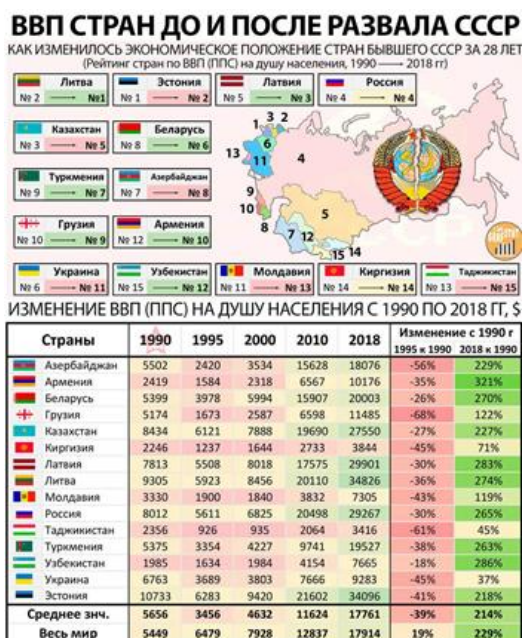 ВВП СТРАН ДО И ПОСЛЕ РАЗВАЛА СССР
КАК ИЗМЕНИЛОСЬ ЭКОНОМИЧЕСКОЕ ПОЛОЖЕНИЕ СТРАН БЫВШЕГО СССР ЗА 28 ЛЕТ
(Рейтинг стран по ВВП (ППС) на душу населения, 1990 → 2018 гг)
Литва
№ 2 → №1
Эстония
№ 1 → № 2
Латвия
№ 5 → № 3
Россия
№ 4 → № 4
Казахстан
№ 3 → № 5
Беларусь
№ 8 → № 6
Туркмения
№ 9 → № 7
Азербайджан
№ 7 → № 8
Грузия
№ 10 → № 9
Армения
№ 12 → № 10
Украина
№ 6 → № 11
Узбекистан
№ 15 → № 12
Молдавия
№ 11 → № 13
Киргизия
№ 14 → № 14
Таджикистан
№ 13 → № 15
1 3 2
6
13 11 4
9
10
8 5
7 12
15 14
ИЗМЕНЕНИЕ ВВП (ППС) НА ДУШУ НАСЕЛЕНИЯ С 1990 ПО 2018 ГГ, $
Страны 1990 1995 2000 2010 2018 Изменение с 1990 г
1995 к 1990 2018 к 1990
Азербайджан 5502 2420 3534 15628 18076 -56% 229%
Армения 2419 1584 2318 6567 10176 -35% 321%
Беларусь 5399 3978 5994 15907 20003 -26% 270%
Грузия 5174 1673 2587 6598 11485 -68% 122%
Казахстан 8434 6121 7888 19690 27550 -27% 227%
Киргизия 2246 1237 1644 2733 3844 -45% 71%
Латвия 7813 5508 8018 17575 29901 -30% 283%
Литва 9305 5923 8456 20110 34826 -36% 274%
Молдавия 3330 1900 1840 3832 7305 -43% 119%
Россия 8012 5611 6825 20498 29267 -30% 265%
Таджикистан 2356 926 935 2064 3416 -61% 45%
Туркмения 5375 3354 4227 9741 19527 -38% 263%
Узбекистан 1985 1634 1984 4154 7665 -18% 286%
Украина 6763 3689 3803 7666 9283 -45% 37%
Эстония 10733 6283 9420 21602 34096 -41% 218%
Среднее знч. 5656 3456 4632 11624 17761 -39% 214%
Весь мир 5449 6479 7928 12837 17914 19% 229%